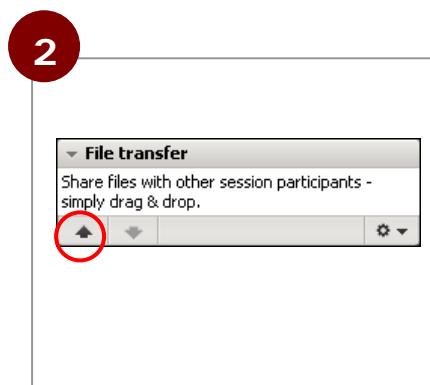 2
File transfer
Share files with other session participants -
simply drag & drop.